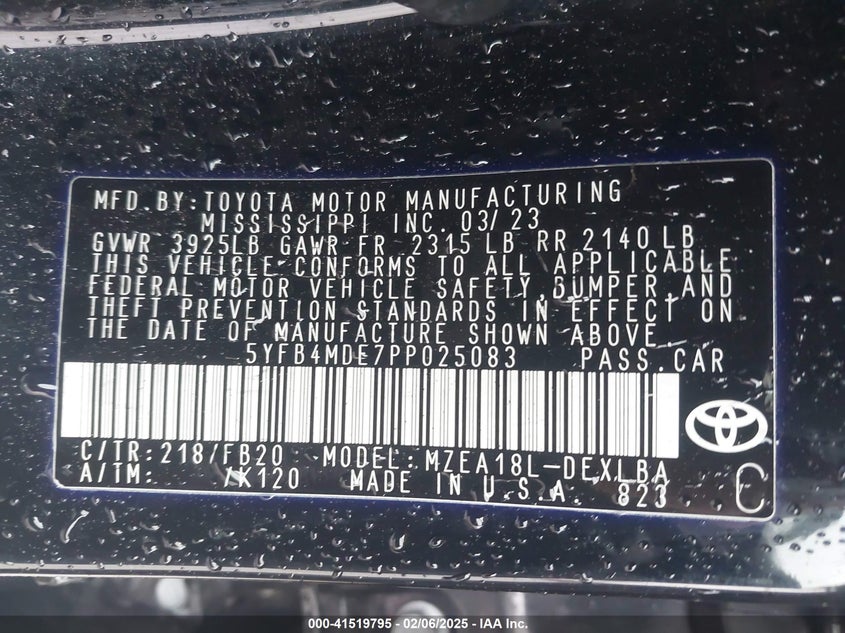 MFD.BY:TOYOTA MOTOR MANUFACTURING
MISSISSIPPI INC. 03/23
GVWR 3925LB GAWR FR 2315 LB RR 2140LB
THIS VEHICLE CONFORMS TO ALL APPLICABLE
FEDERAL MOTOR VEHICLE SAFETY,BUMPER,AND
THEFT PREVENTION STANDARDS IN EFFECT ON
THE DATE OF MANUFACTURE SHOWN ABOVE.
5YFB4MDE7PP025083 PASS.CAR
C/TR:218/FB20 MODEL:MZEA18L-DEXLBA
A/TM: /K120 MADE IN U.S.A. 823
C
000-41519795 - 02/06/2025 - IAA Inc.